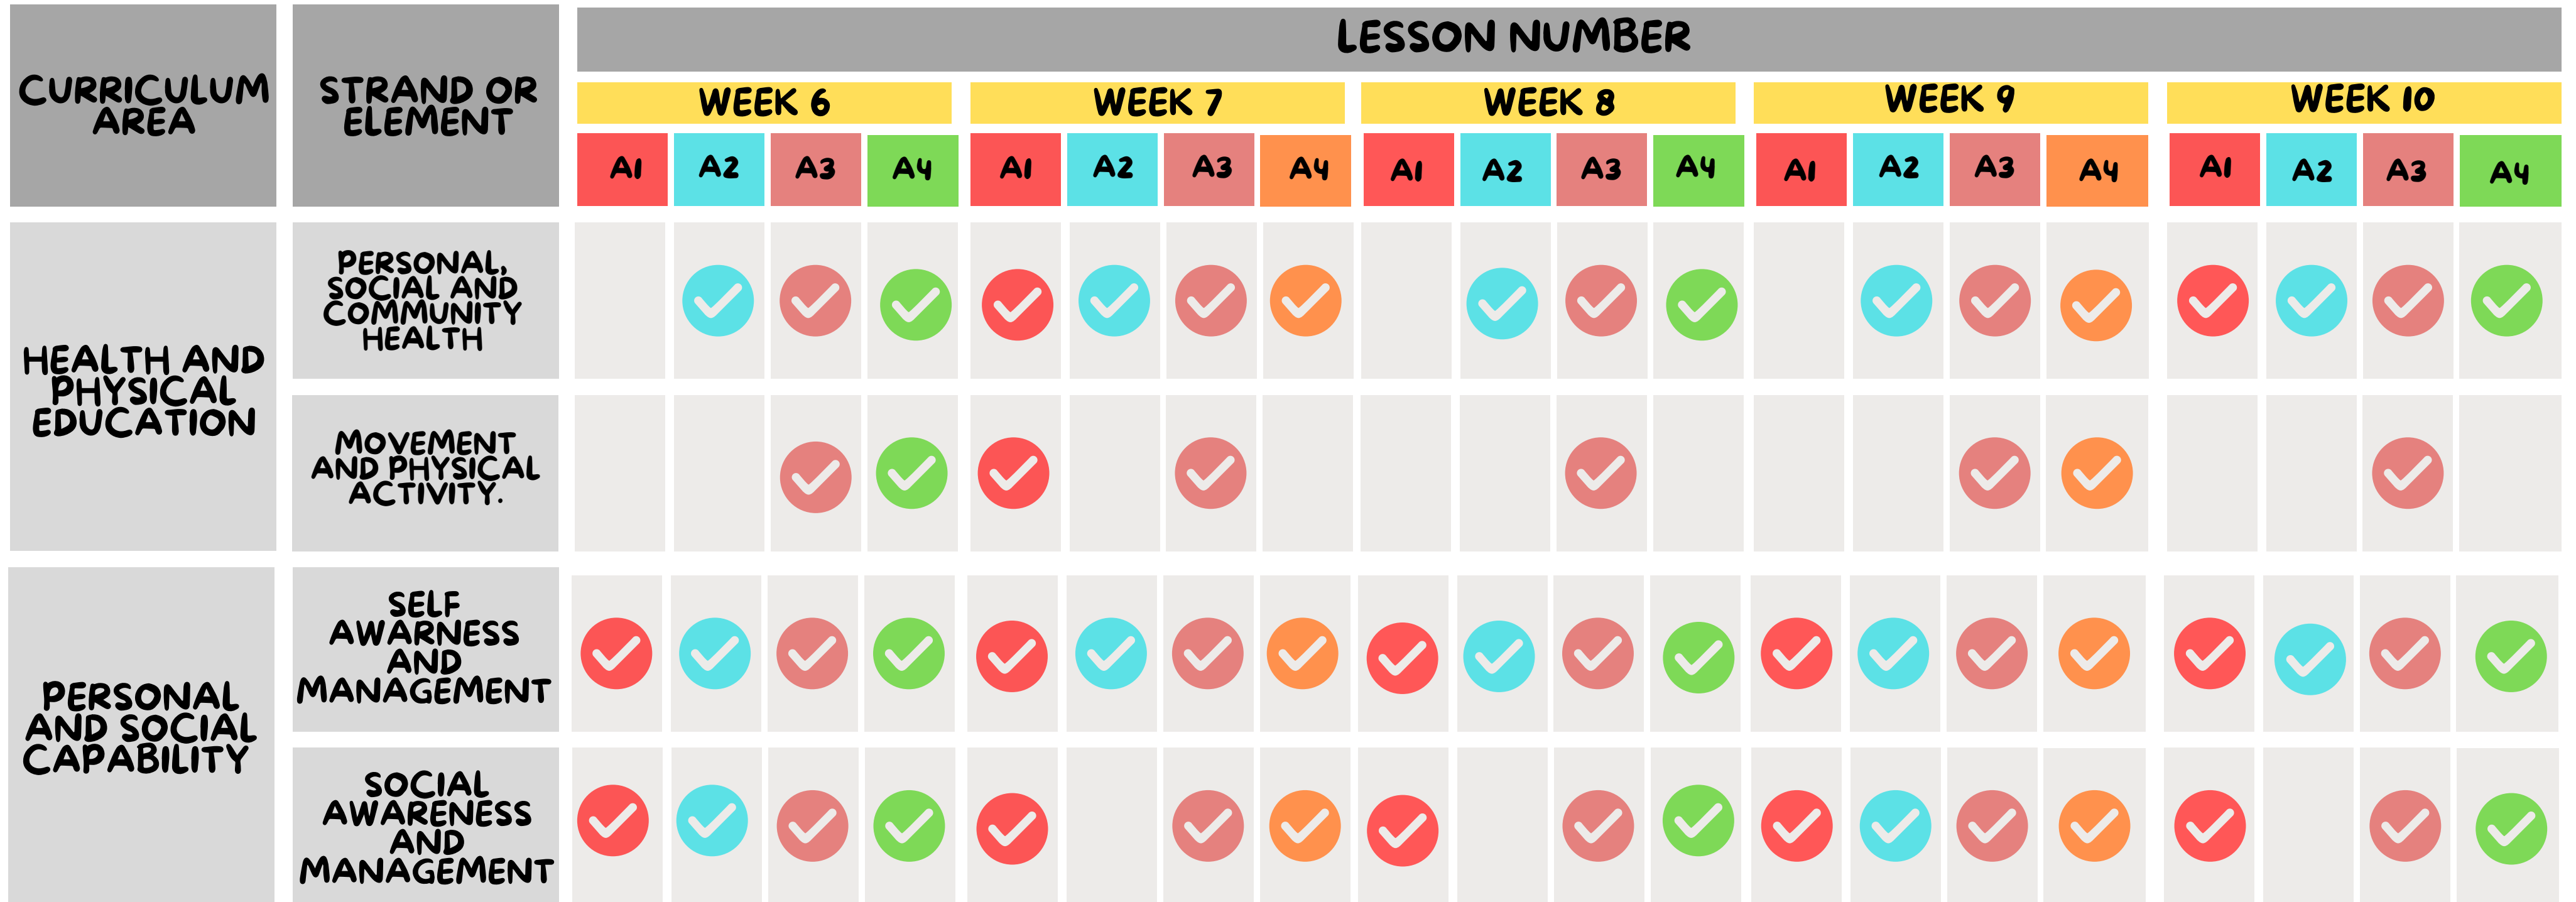 CURRICULUM
AREA
STRAND OR
ELEMENT
LESSON NUMBER
WEEK 6
WEEK 7
WEEK 8
WEEK 9
WEEK 10
A1 A2 A3 A4 A1 A2 A3 A4 A1 A2 A3 A4 A1 A2 A3 A4 A1 A2 A3 A4
HEALTH AND
PHYSICAL
EDUCATION
PERSONAL,
SOCIAL AND
COMMUNITY
HEALTH
MOVEMENT
AND PHYSICAL
ACTIVITY.
PERSONAL
AND SOCIAL
CAPABILITY
SELF
AWARNESS
AND
MANAGEMENT
SOCIAL
AWARENESS
AND
MANAGEMENT